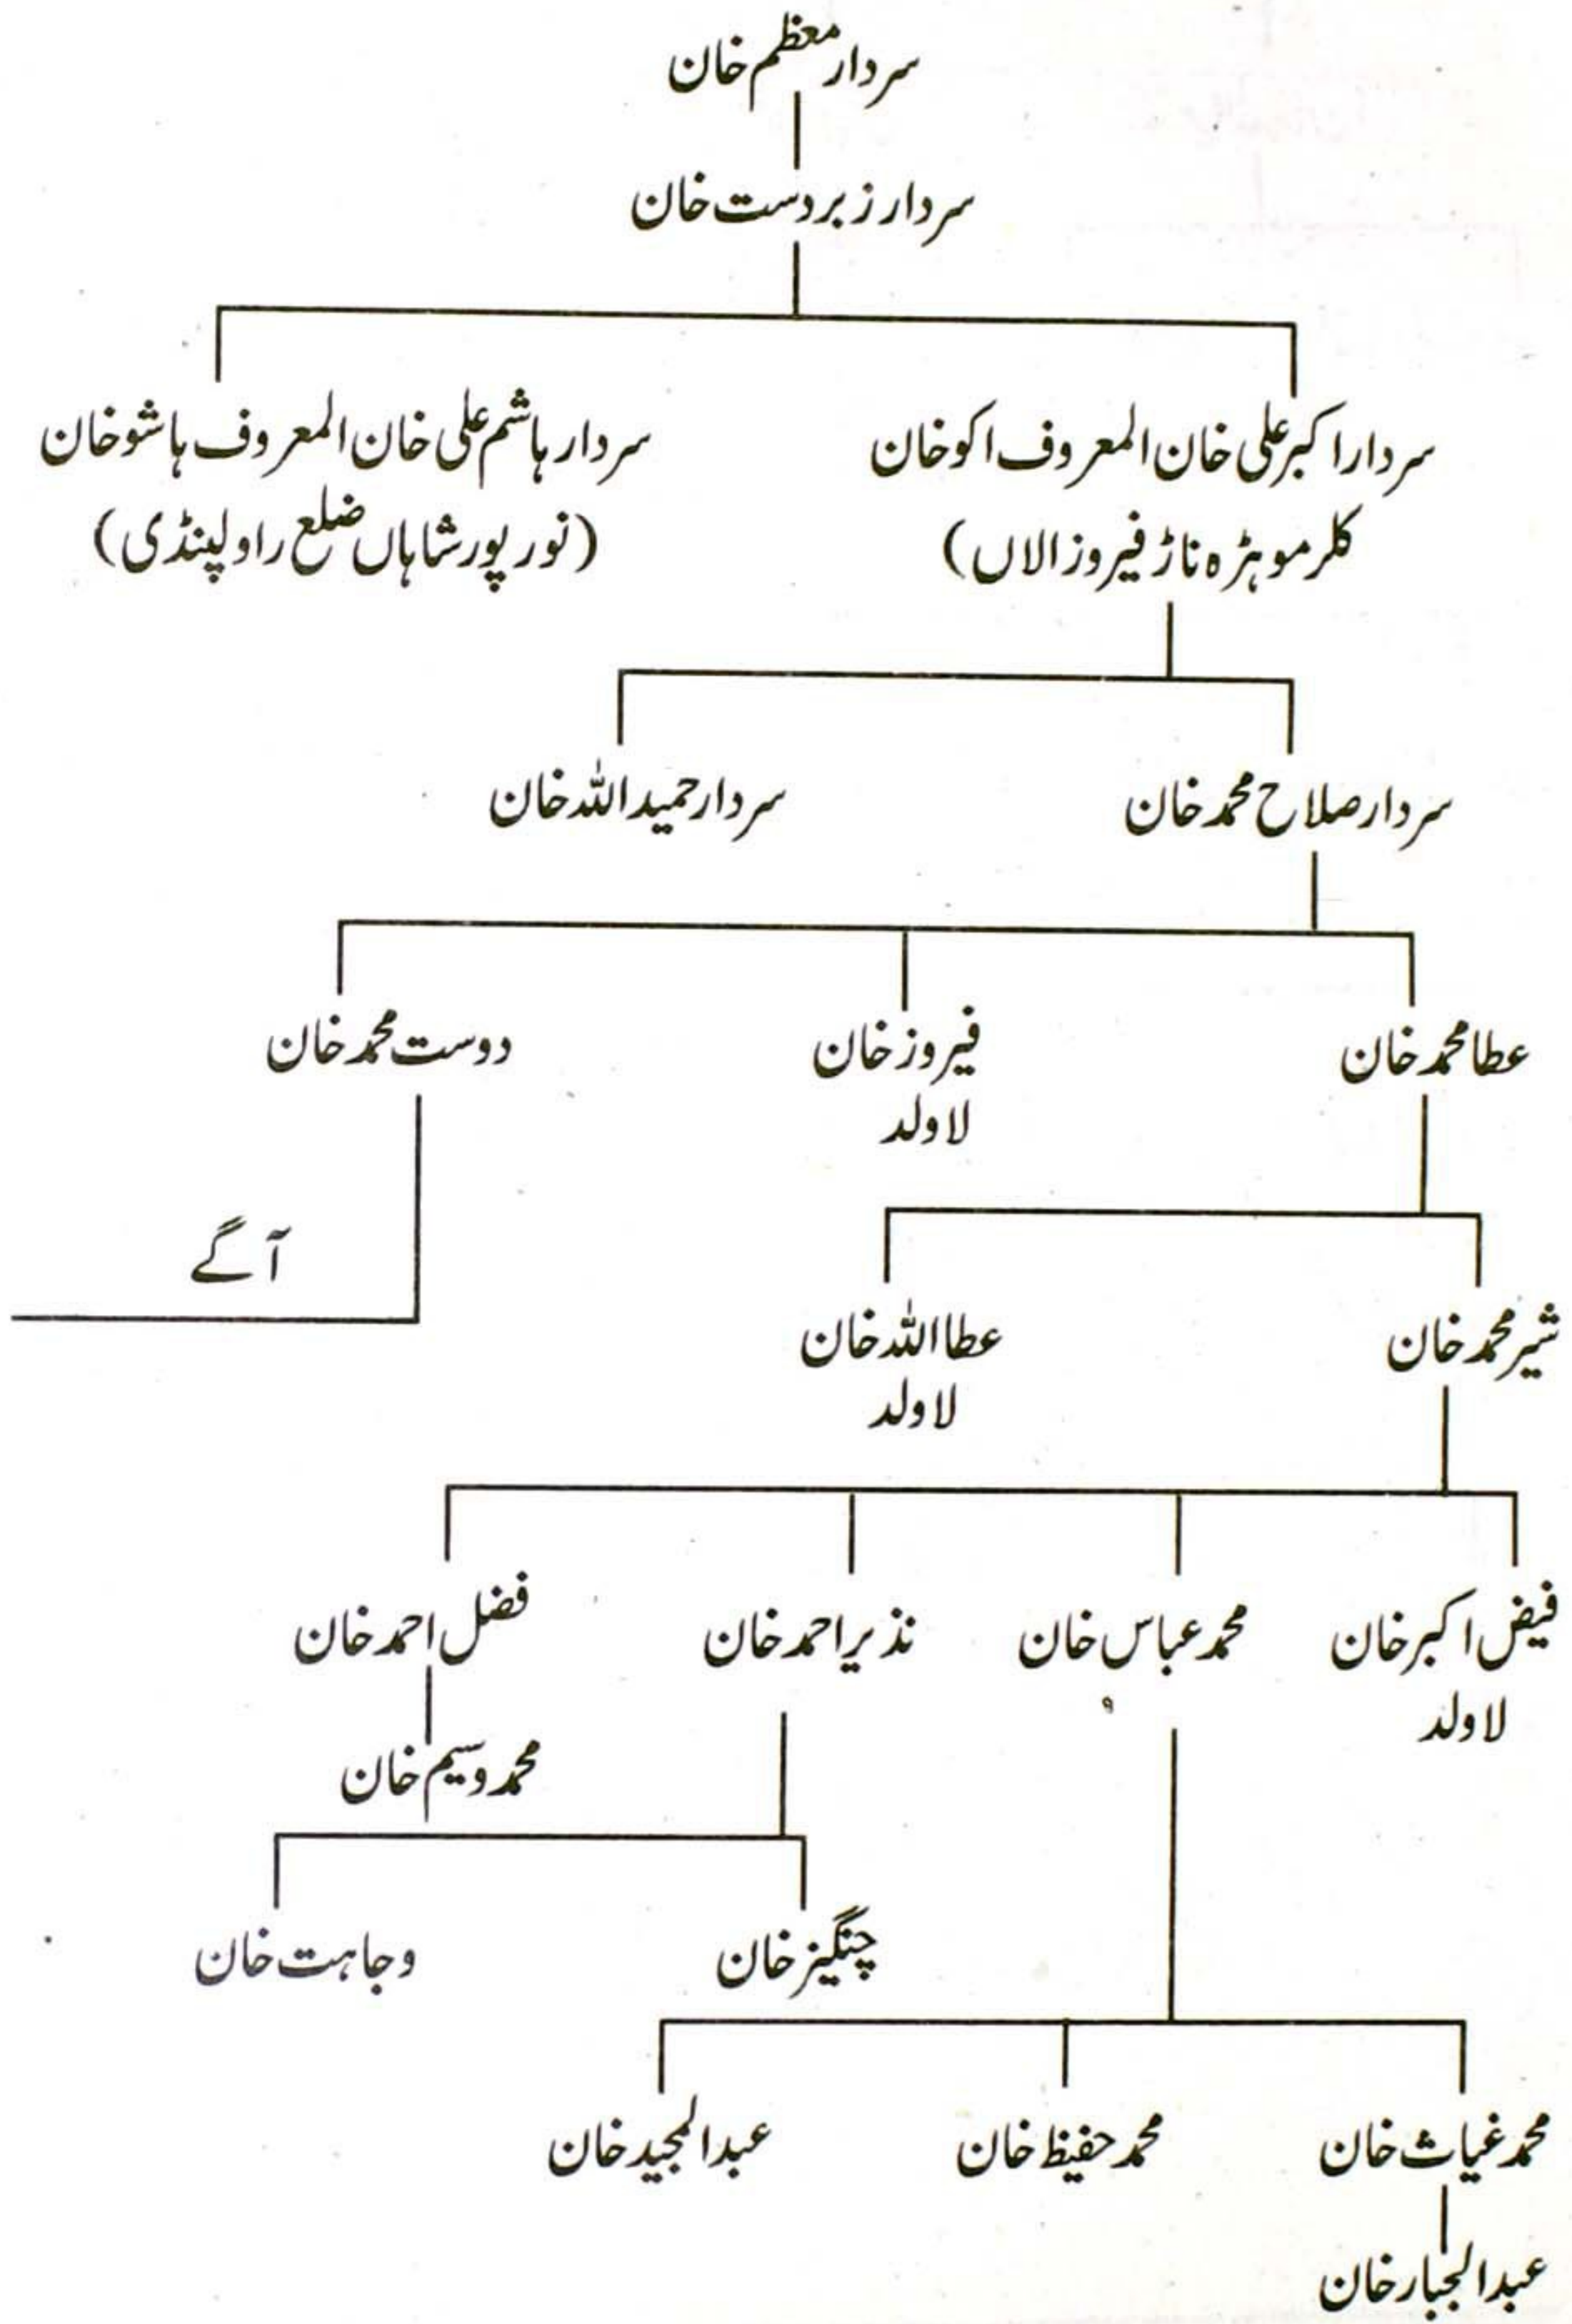 سردار معظم خان
سردار زبردست خان
سردار اکبر علی خان المعروف اکو خان
کلر موہڑہ ناڑ فیروزالاں)
سردار ہاشم علی خان المعروف ہاشو خان
(نور پور شاہاں ضلع راولپنڈی)
سردار صلاح محمد خان
سردار حمید اللہ خان
عطا محمد خان
فیروز خان
لاولد
دوست محمد خان
آگے
شیر محمد خان
عطا اللہ خان
لاولد
فیض اکبر خان
لاولد
محمد عباس خان
نذیر احمد خان
فضل احمد خان
محمد وسیم خان
چنگیز خان
وجاہت خان
محمد غیاث خان
محمد حفیظ خان
عبدالمجید خان
عبدالجبار خان